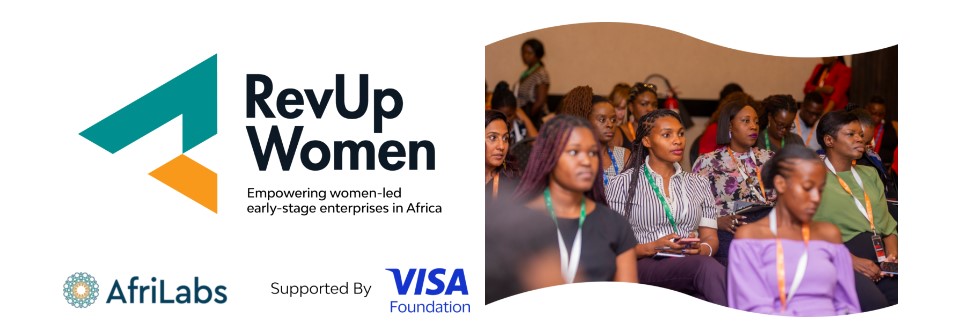 RevUp
Women
Empowering women-led
early-stage enterprises in Africa
AfriLabs
Supported By
VISA
Foundation